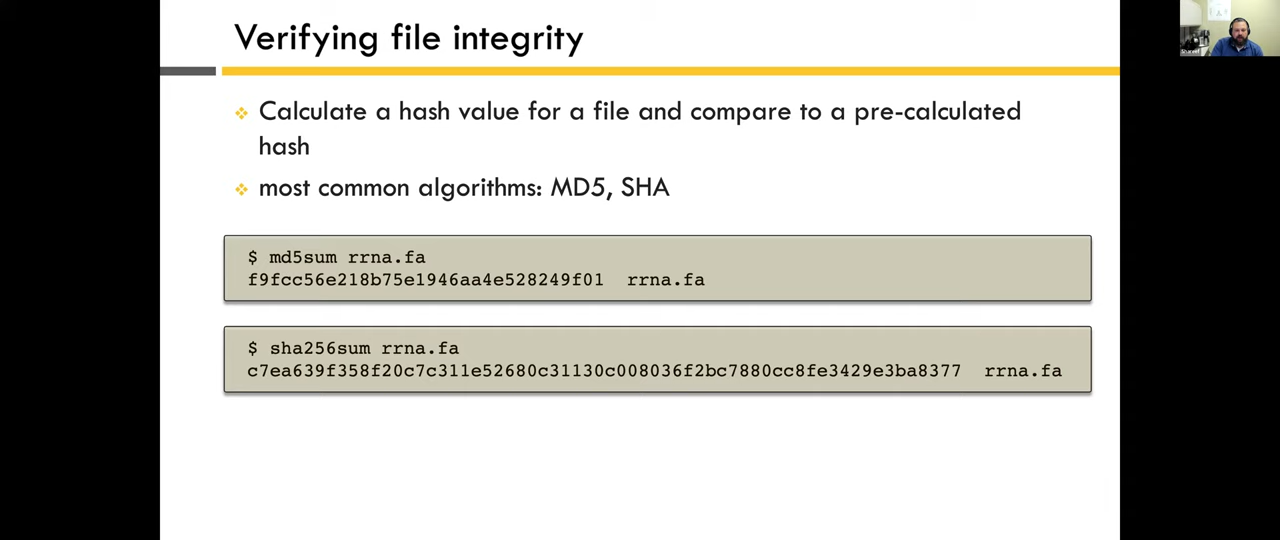 Verifying file integrity
❖ Calculate a hash value for a file and compare to a pre-calculated
hash
❖ most common algorithms: MD5, SHA
$ md5sum rrna.fa
f9fcc56e218b75e1946aa4e528249f01  rrna.fa
$ sha256sum rrna.fa
c7ea639f358f20c7c311e52680c31130c008036f2bc7880cc8fe3429e3ba8377  rrna.fa